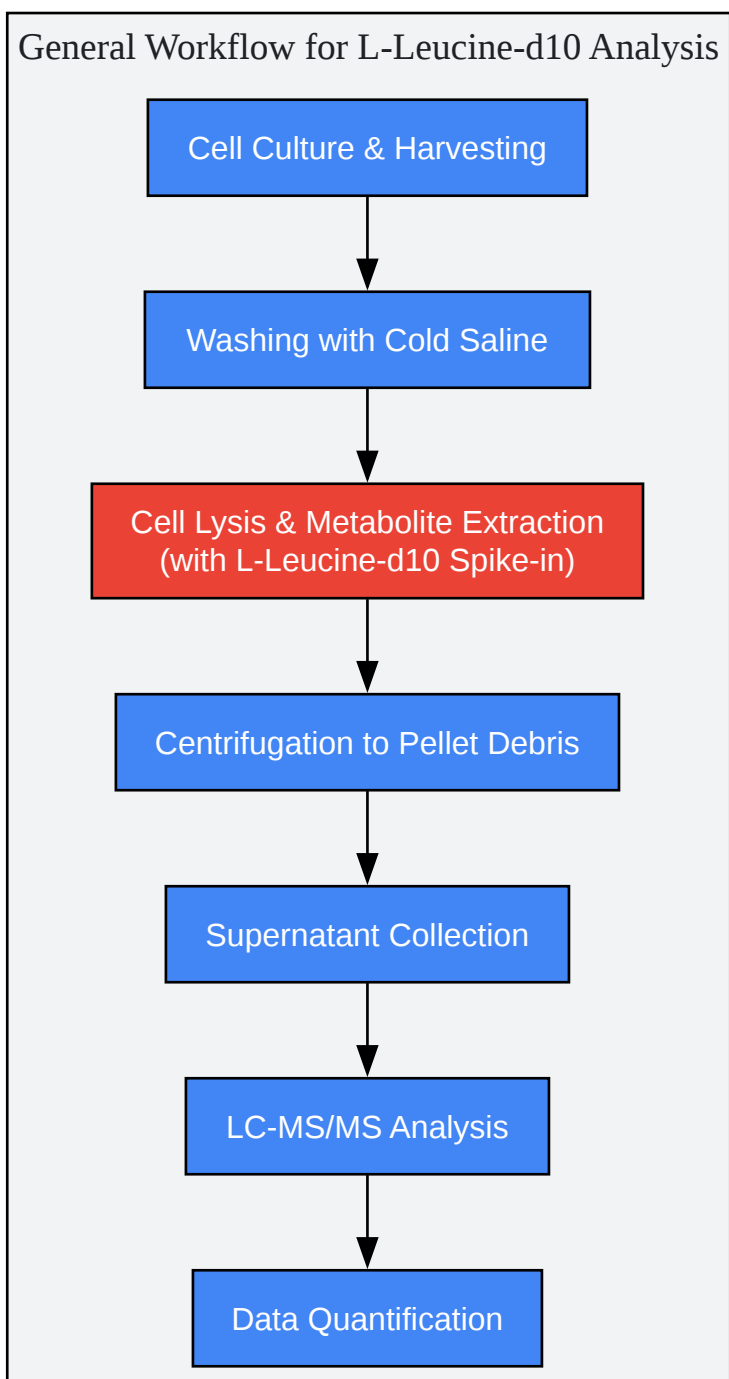 General Workflow for L-Leucine-d10 Analysis
Cell Culture & Harvesting
Washing with Cold Saline
Cell Lysis & Metabolite Extraction
(with L-Leucine-d10 Spike-in)
Centrifugation to Pellet Debris
Supernatant Collection
LC-MS/MS Analysis
Data Quantification